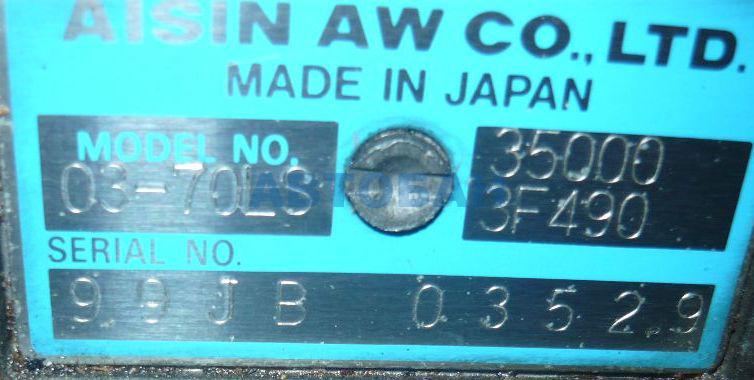 AISIN AW CO., LTD.
MADE IN JAPAN
MODEL NO.
03-70LS
35000
3F490
SERIAL NO.
99JB 03529